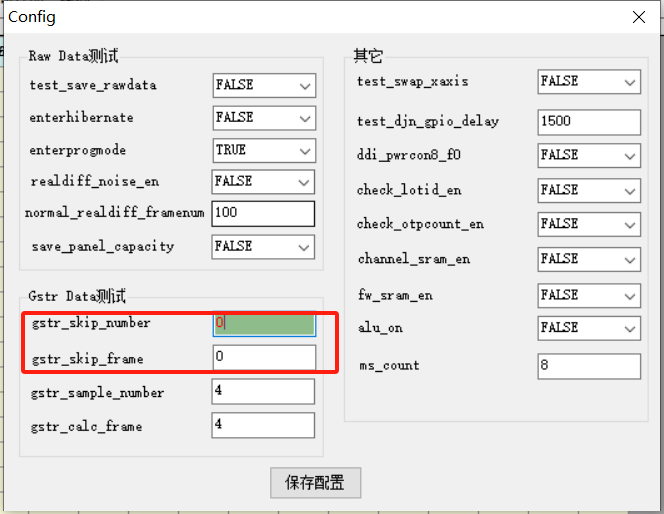 Config
Raw Data测试
test_save_rawdata FALSE
enterhibernate FALSE
enterprogmode TRUE
realdiff_noise_en FALSE
normal_realdiff_framenum 100
save_panel_capacity FALSE
Gstr Data测试
gstr_skip_number 0
gstr_skip_frame 0
gstr_sample_number 4
gstr_calc_frame 4
其它
test_swap_xaxis FALSE
test_djn_gpio_delay 1500
ddi_pwrcon8_f0 FALSE
check_lotid_en FALSE
check_otpcount_en FALSE
channel_sram_en FALSE
fw_sram_en FALSE
alu_on FALSE
ms_count 8
保存配置